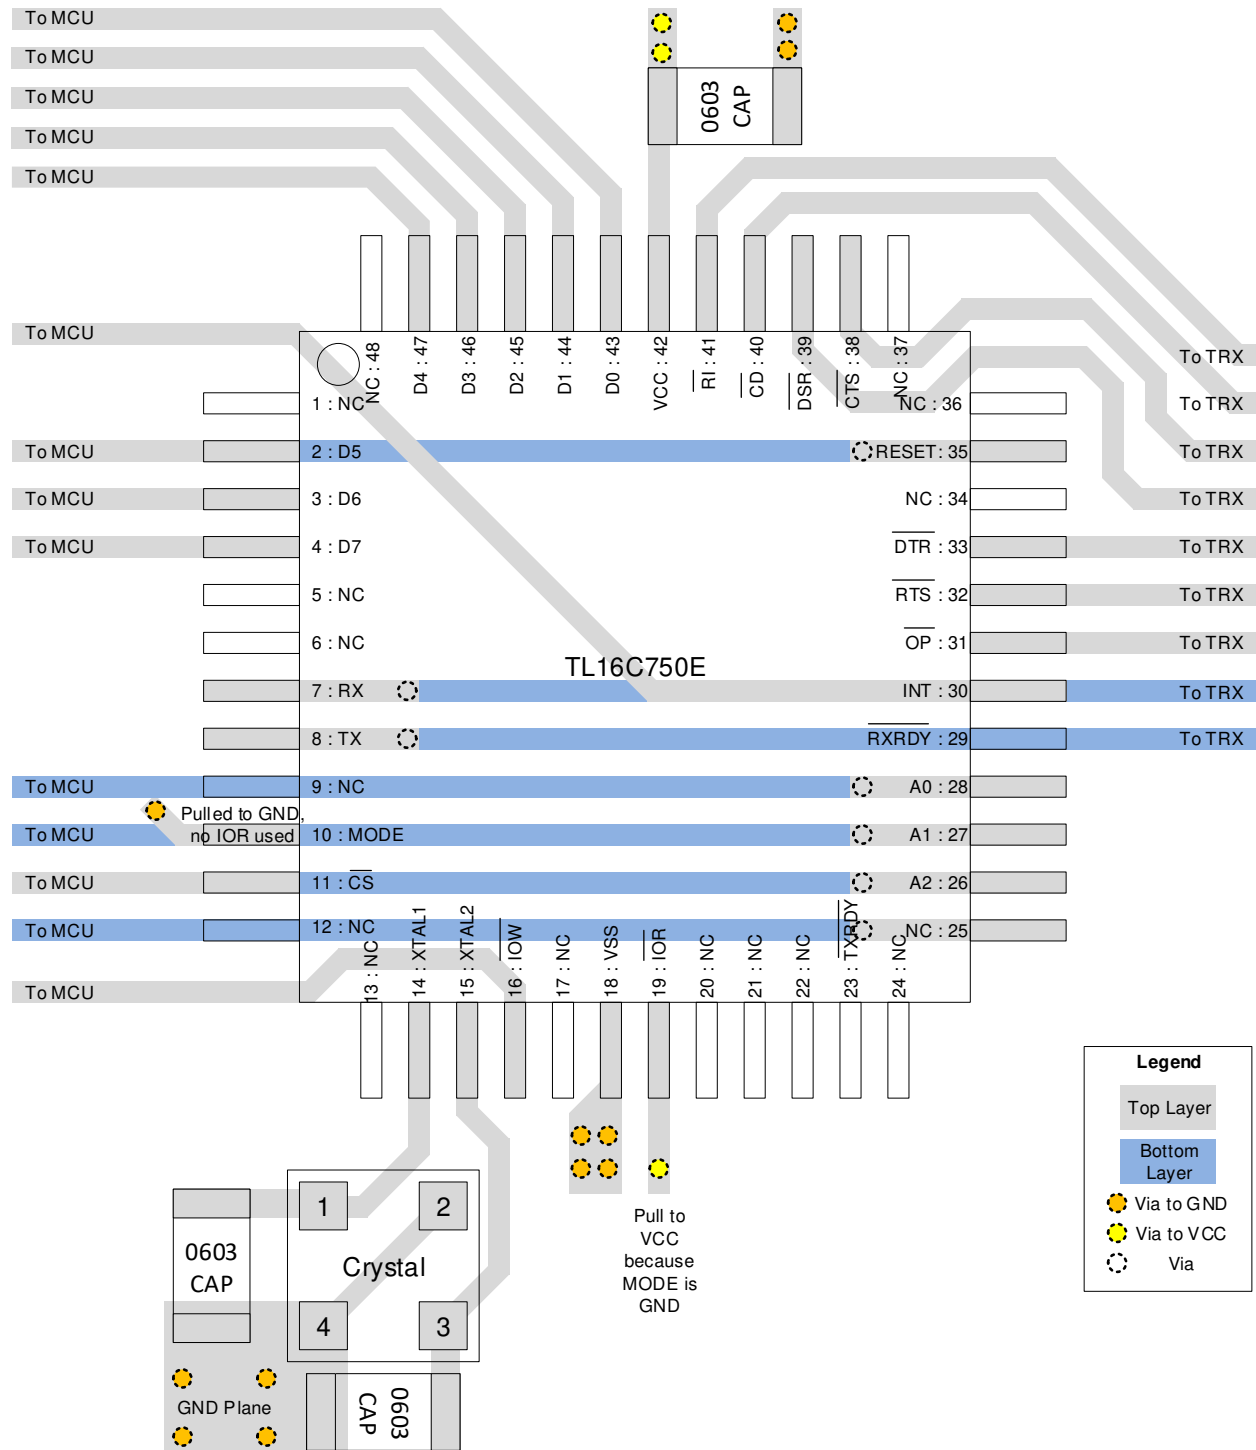 To MCU
To MCU
To MCU
To MCU
To MCU
0603
CAP
To MCU
NC : 48
D4 : 47
D3 : 46
D2 : 45
D1 : 44
D0 : 43
VCC : 42
RI : 41
CD : 40
DSR : 39
CTS : 38
NC : 37
To TRX
1 : NC
NC : 36
To TRX
To MCU
2 : D5
RESET: 35
To TRX
To MCU
3 : D6
NC : 34
To TRX
To MCU
4 : D7
DTR : 33
To TRX
5 : NC
RTS : 32
To TRX
6 : NC
OP : 31
To TRX
TL16C750E
7 : RX
INT : 30
To TRX
8 : TX
RXRDY : 29
To TRX
To MCU
9 : NC
A0 : 28
Pulled to GND,
no IOR used
To MCU
10 : MODE
A1 : 27
To MCU
11 : CS
A2 : 26
To MCU
12 : NC
NC : 25
To MCU
13 : NC
14 : XTAL1
15 : XTAL2
16 : IOW
17 : NC
18 : VSS
19 : IOR
20 : NC
21 : NC
22 : NC
23 : TXRDY
24 : NC
Legend
Top Layer
Bottom
Layer
Via to GND
Via to VCC
Via
1
2
Pull to
VCC
because
MODE is
GND
0603
CAP
Crystal
4
3
GND Plane
0603
CAP